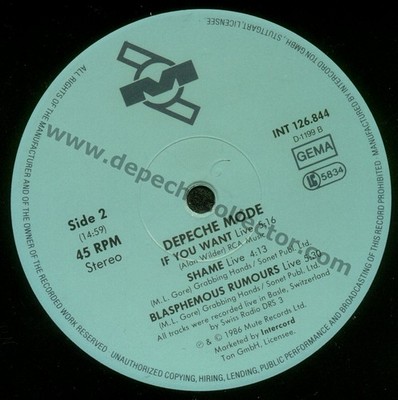 INT 126.844
D-1199 B
GEMA
LC 5834
Side 2
(14:59)
45 RPM
Stereo
DEPECHE MODE
IF YOU WANT Live 5:16
(Alan Wilder) RCA Music
SHAME Live 4.13
(M.L. Gore) Grabbing Hands / Sonet Publ. Ltd.
BLASPHEMOUS RUMOURS Live 5.30
(M.L. Gore) Grabbing Hands / Sonet Publ. Ltd.
All tracks were recorded live in Basle, Switzerland
by Swiss Radio DRS 3
℗ & © 1986 Mute Records Ltd.
Marketed by Intercord
Ton GmbH, Licensee.
ALL RIGHTS OF THE MANUFACTURER AND OF THE OWNER OF THE RECORDED WORK RESERVED UNAUTHORIZED COPYING, HIRING, LENDING, PUBLIC PERFORMANCE AND BROADCASTING OF THIS RECORD PROHIBITED MANUFACTURED BY INTERCORD TON GMBH, STUTTGART, LICENSEE.
www.depechecollector.com